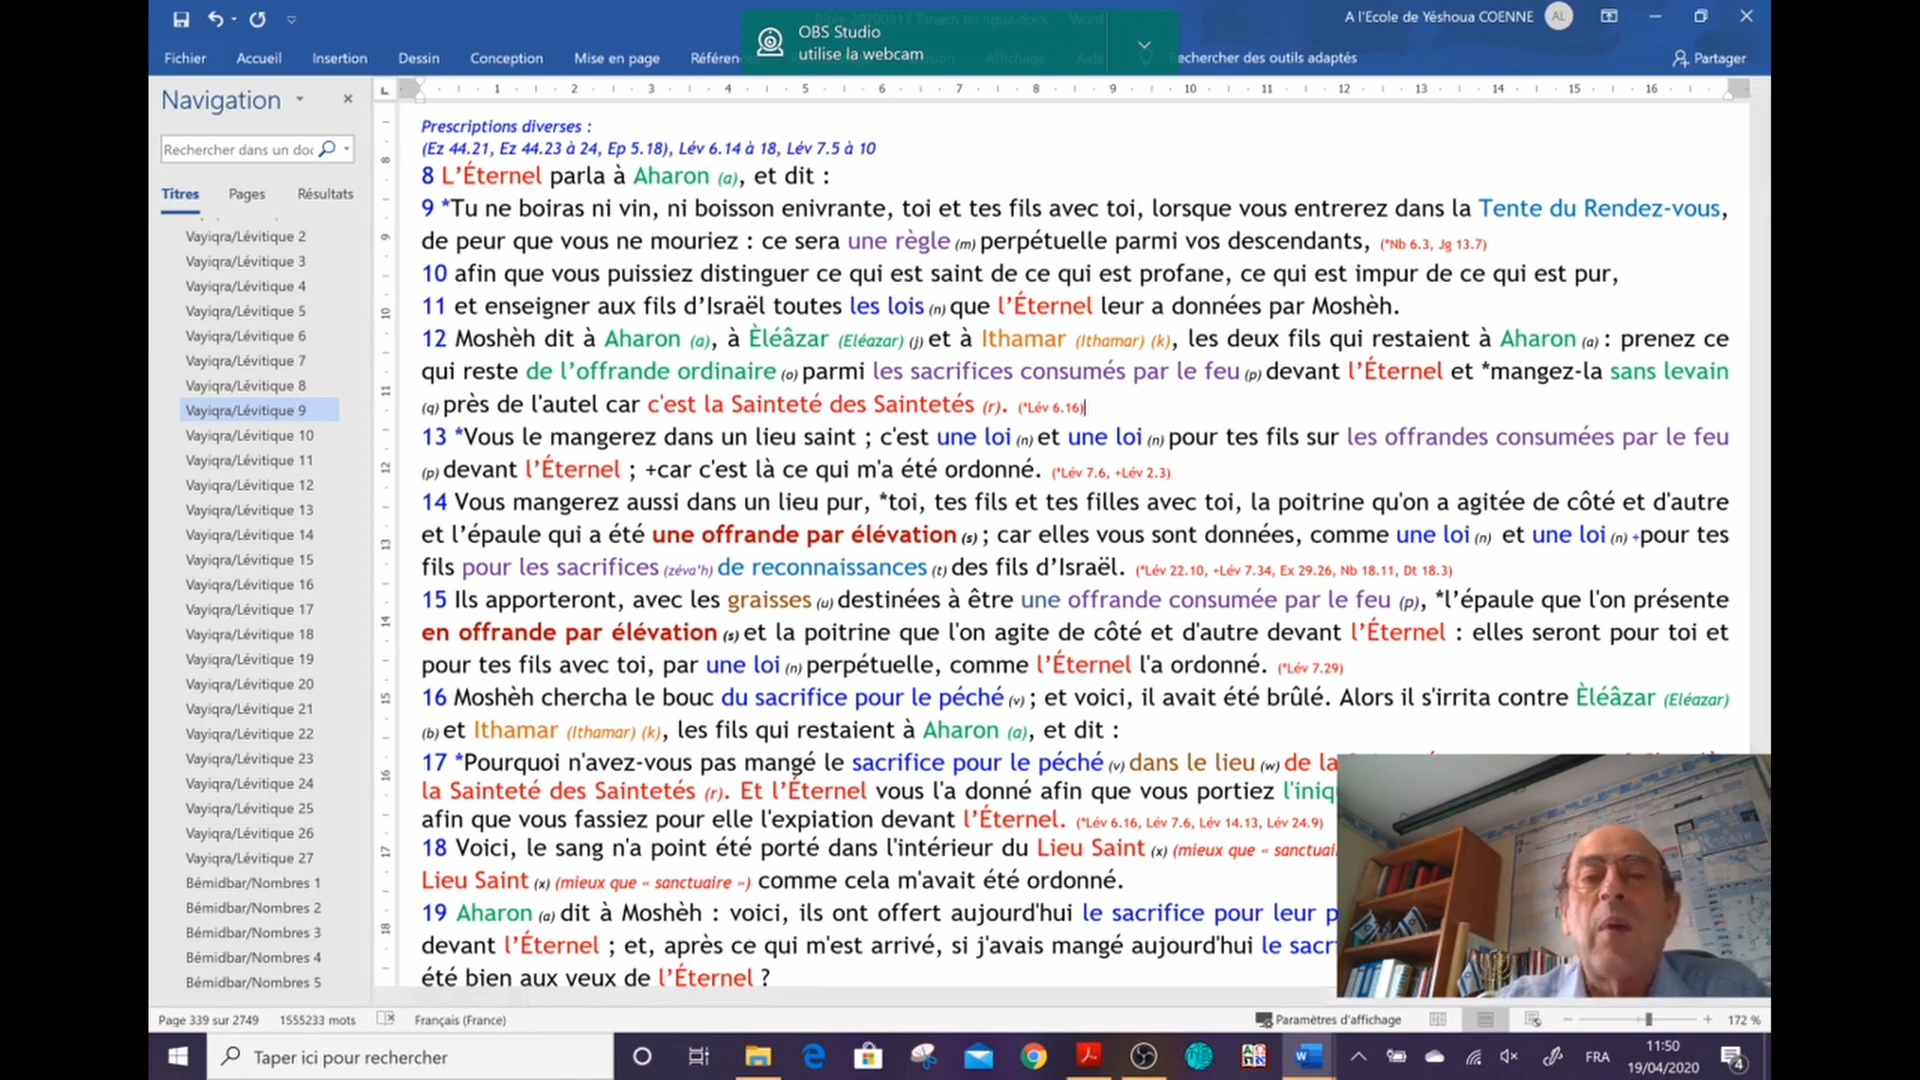 OBS Studio
utilise la webcam
A l'Ecole de Yéshoua COENNE
AL
Fichier Accueil Insertion Dessin Conception Mise en page Référenc
Rechercher des outils adaptés
Partager
Navigation
Rechercher dans un doc
Titres Pages Résultats
Vayiqra/Lévitique 2
Vayiqra/Lévitique 3
Vayiqra/Lévitique 4
Vayiqra/Lévitique 5
Vayiqra/Lévitique 6
Vayiqra/Lévitique 7
Vayiqra/Lévitique 8
Vayiqra/Lévitique 9
Vayiqra/Lévitique 10
Vayiqra/Lévitique 11
Vayiqra/Lévitique 12
Vayiqra/Lévitique 13
Vayiqra/Lévitique 14
Vayiqra/Lévitique 15
Vayiqra/Lévitique 16
Vayiqra/Lévitique 17
Vayiqra/Lévitique 18
Vayiqra/Lévitique 19
Vayiqra/Lévitique 20
Vayiqra/Lévitique 21
Vayiqra/Lévitique 22
Vayiqra/Lévitique 23
Vayiqra/Lévitique 24
Vayiqra/Lévitique 25
Vayiqra/Lévitique 26
Vayiqra/Lévitique 27
Bémidbar/Nombres 1
Bémidbar/Nombres 2
Bémidbar/Nombres 3
Bémidbar/Nombres 4
Bémidbar/Nombres 5
1 2 3 4 5 6 7 8 9 10 11 12 13 14 15 16
8
9
10
11
12
13
14
15
16
17
18
Prescriptions diverses :
(Ez 44.21, Ez 44.23 à 24, Ep 5.18), Lév 6.14 à 18, Lév 7.5 à 10
8 L’Éternel parla à Aharon (a), et dit :
9 *Tu ne boiras ni vin, ni boisson enivrante, toi et tes fils avec toi, lorsque vous entrerez dans la Tente du Rendez-vous,
de peur que vous ne mouriez : ce sera une règle (m) perpétuelle parmi vos descendants, (*Nb 6.3, Jg 13.7)
10 afin que vous puissiez distinguer ce qui est saint de ce qui est profane, ce qui est impur de ce qui est pur,
11 et enseigner aux fils d’Israël toutes les lois (n) que l’Éternel leur a données par Moshèh.
12 Moshèh dit à Aharon (a), à Èléâzar (Eléazar) (j) et à Ithamar (Ithamar) (k), les deux fils qui restaient à Aharon (a) : prenez ce
qui reste de l’offrande ordinaire (o) parmi les sacrifices consumés par le feu (p) devant l’Éternel et *mangez-la sans levain
(q) près de l'autel car c'est la Sainteté des Saintetés (r). (*Lév 6.16)
13 *Vous le mangerez dans un lieu saint ; c'est une loi (n) et une loi (n) pour tes fils sur les offrandes consumées par le feu
(p) devant l’Éternel ; +car c'est là ce qui m'a été ordonné. (*Lév 7.6, +Lév 2.3)
14 Vous mangerez aussi dans un lieu pur, *toi, tes fils et tes filles avec toi, la poitrine qu'on a agitée de côté et d'autre
et l’épaule qui a été une offrande par élévation (s) ; car elles vous sont données, comme une loi (n) et une loi (n) +pour tes
fils pour les sacrifices (zéva’h) de reconnaissances (t) des fils d’Israël. (*Lév 22.10, +Lév 7.34, Ex 29.26, Nb 18.11, Dt 18.3)
15 Ils apporteront, avec les graisses (u) destinées à être une offrande consumée par le feu (p), *l’épaule que l'on présente
en offrande par élévation (s) et la poitrine que l'on agite de côté et d'autre devant l’Éternel : elles seront pour toi et
pour tes fils avec toi, par une loi (n) perpétuelle, comme l’Éternel l'a ordonné. (*Lév 7.29)
16 Moshèh chercha le bouc du sacrifice pour le péché (v) ; et voici, il avait été brûlé. Alors il s'irrita contre Èléâzar (Eléazar)
(b) et Ithamar (Ithamar) (k), les fils qui restaient à Aharon (a), et dit :
17 *Pourquoi n'avez-vous pas mangé le sacrifice pour le péché (v) dans le lieu (w) de la
la Sainteté des Saintetés (r). Et l’Éternel vous l'a donné afin que vous portiez l'iniq
afin que vous fassiez pour elle l'expiation devant l’Éternel. (*Lév 6.16, Lév 7.6, Lév 14.13, Lév 24.9)
18 Voici, le sang n'a point été porté dans l'intérieur du Lieu Saint (x) (mieux que « sanctuai
Lieu Saint (x) (mieux que « sanctuaire ») comme cela m'avait été ordonné.
19 Aharon (a) dit à Moshèh : voici, ils ont offert aujourd'hui le sacrifice pour leur p
devant l’Éternel ; et, après ce qui m'est arrivé, si j'avais mangé aujourd'hui le sacr
été bien aux yeux de l’Éternel ?
Page 339 sur 2749 1555233 mots Français (France)
Paramètres d'affichage
172 %
Taper ici pour rechercher
FRA
11:50
19/04/2020
4